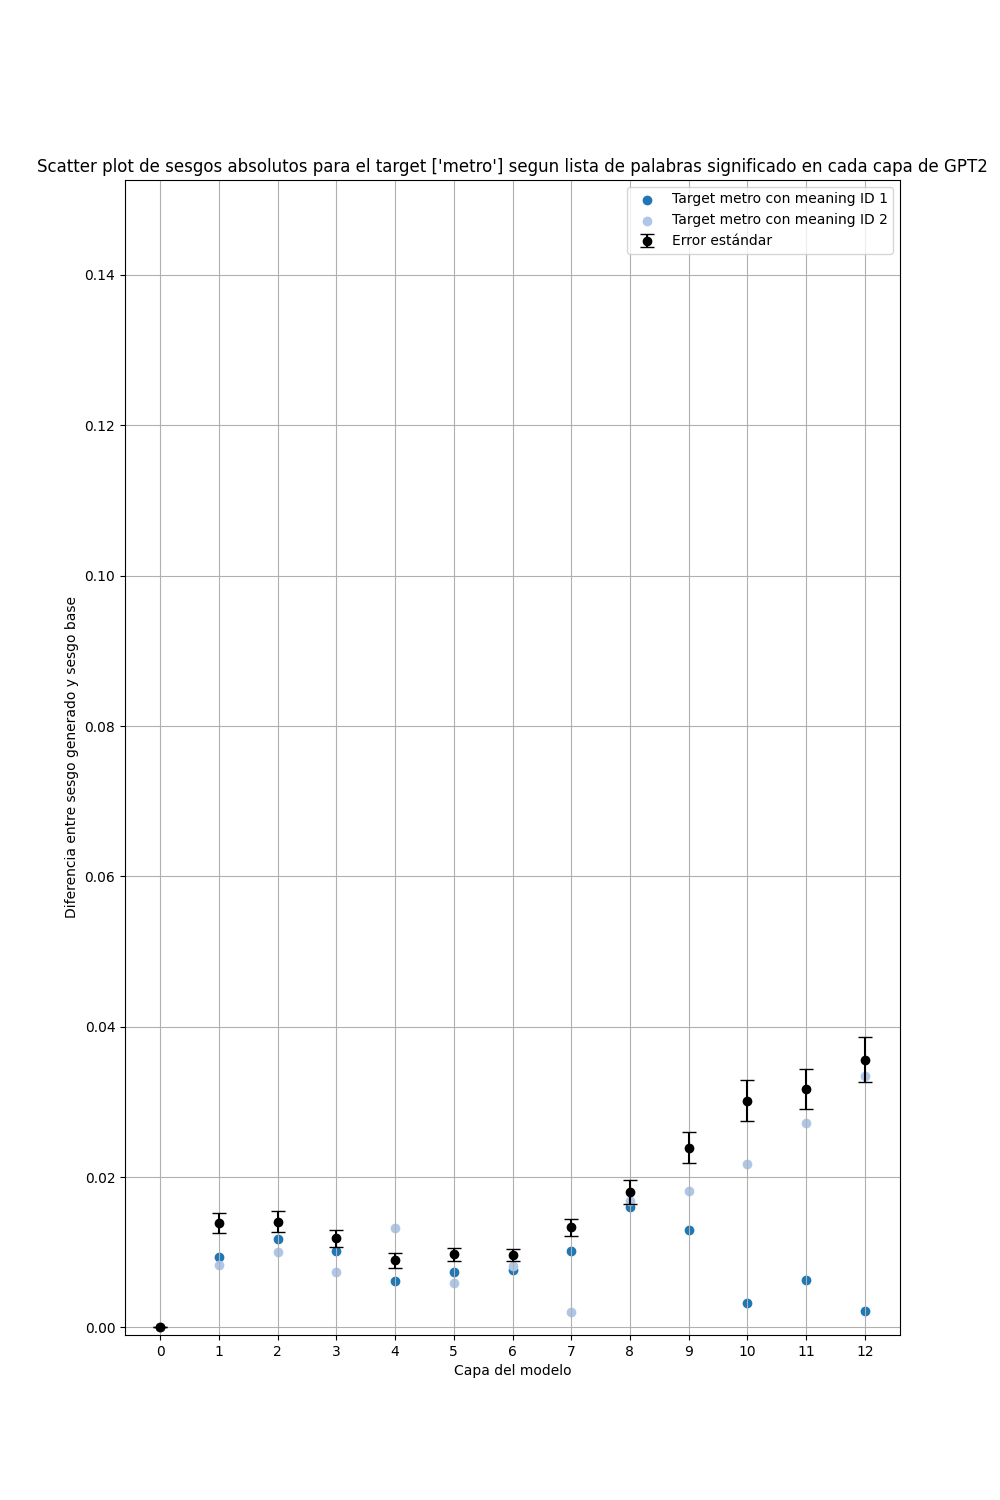 Scatter plot de sesgos absolutos para el target ['metro'] segun lista de palabras significado en cada capa de GPT2
Target metro con meaning ID 1
Target metro con meaning ID 2
Error estándar
0.14
0.12
0.10
0.08
0.06
0.04
0.02
0.00
Diferencia entre sesgo generado y sesgo base
0 1 2 3 4 5 6 7 8 9 10 11 12
Capa del modelo